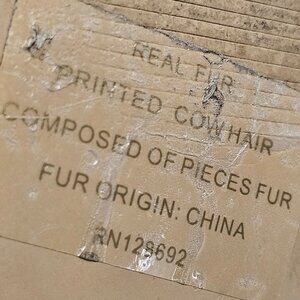 REAL FUR
PRINTED COWHAIR
COMPOSED OF PIECES FUR
FUR ORIGIN: CHINA
RN129692